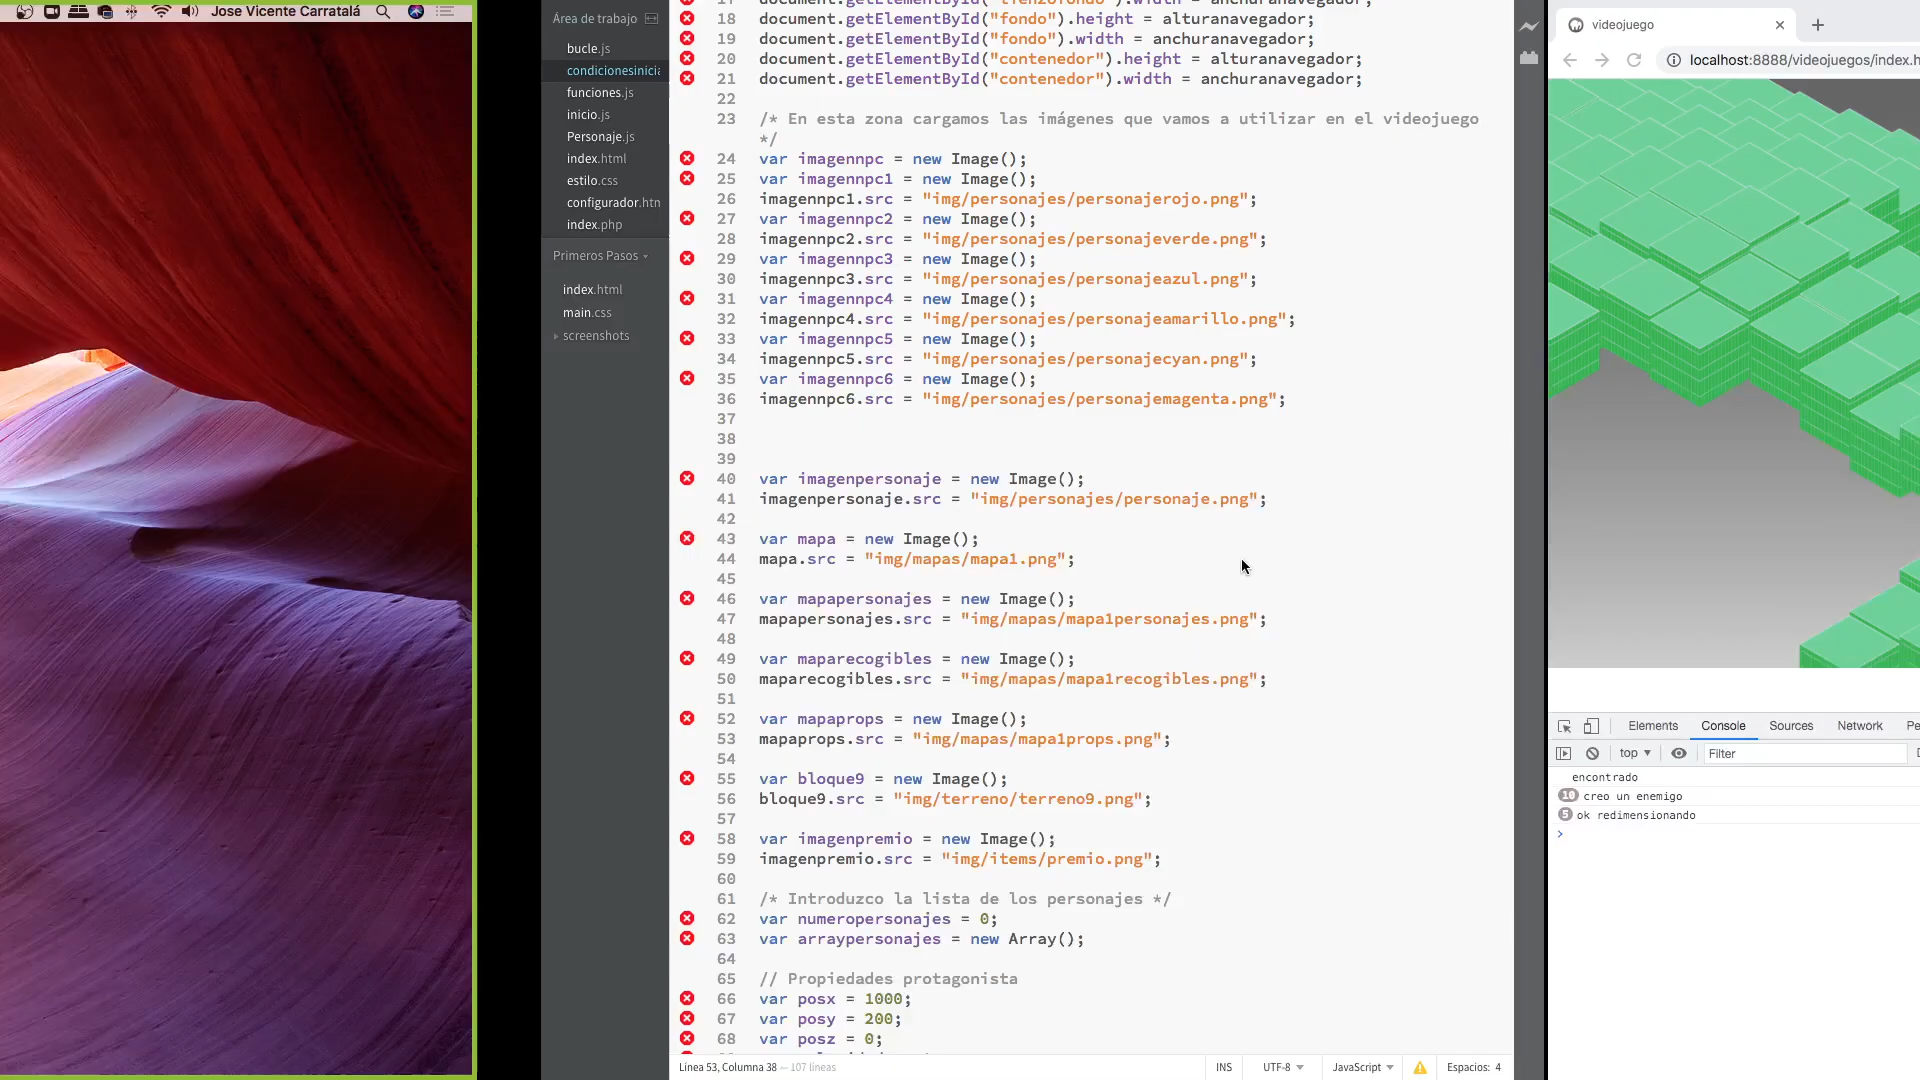 Jose Vicente Carratalá
Área de trabajo
bucle.js
condicionesinicia
funciones.js
inicio.js
Personaje.js
index.html
estilo.css
configurador.htm
index.php
Primeros Pasos
index.html
main.css
screenshots
18 document.getElementById("fondo").height = alturanavegador;
19 document.getElementById("fondo").width = anchuranavegador;
20 document.getElementById("contenedor").height = alturanavegador;
21 document.getElementById("contenedor").width = anchuranavegador;
22
23 /* En esta zona cargamos las imágenes que vamos a utilizar en el videojuego
*/
24 var imagennpc = new Image();
25 var imagennpc1 = new Image();
26 imagennpc1.src = "img/personajes/personajerojo.png";
27 var imagennpc2 = new Image();
28 imagennpc2.src = "img/personajes/personajeverde.png";
29 var imagennpc3 = new Image();
30 imagennpc3.src = "img/personajes/personajeazul.png";
31 var imagennpc4 = new Image();
32 imagennpc4.src = "img/personajes/personajeamarillo.png";
33 var imagennpc5 = new Image();
34 imagennpc5.src = "img/personajes/personajecyan.png";
35 var imagennpc6 = new Image();
36 imagennpc6.src = "img/personajes/personajemagenta.png";
37
38
39
40 var imagenpersonaje = new Image();
41 imagenpersonaje.src = "img/personajes/personaje.png";
42
43 var mapa = new Image();
44 mapa.src = "img/mapas/mapa1.png";
45
46 var mapapersonajes = new Image();
47 mapapersonajes.src = "img/mapas/mapa1personajes.png";
48
49 var maparecogibles = new Image();
50 maparecogibles.src = "img/mapas/mapa1recogibles.png";
51
52 var mapaprops = new Image();
53 mapaprops.src = "img/mapas/mapa1props.png";
54
55 var bloque9 = new Image();
56 bloque9.src = "img/terreno/terreno9.png";
57
58 var imagenpremio = new Image();
59 imagenpremio.src = "img/items/premio.png";
60
61 /* Introduzco la lista de los personajes */
62 var numeropersonajes = 0;
63 var arraypersonajes = new Array();
64
65 // Propiedades protagonista
66 var posx = 1000;
67 var posy = 200;
68 var posz = 0;
Línea 53, Columna 38 — 107 líneas
INS
UTF-8
JavaScript
Espacios: 4
videojuego
localhost:8888/videojuegos/index.h
Elements Console Sources Network Pe
top Filter
encontrado
10 creo un enemigo
5 ok redimensionando